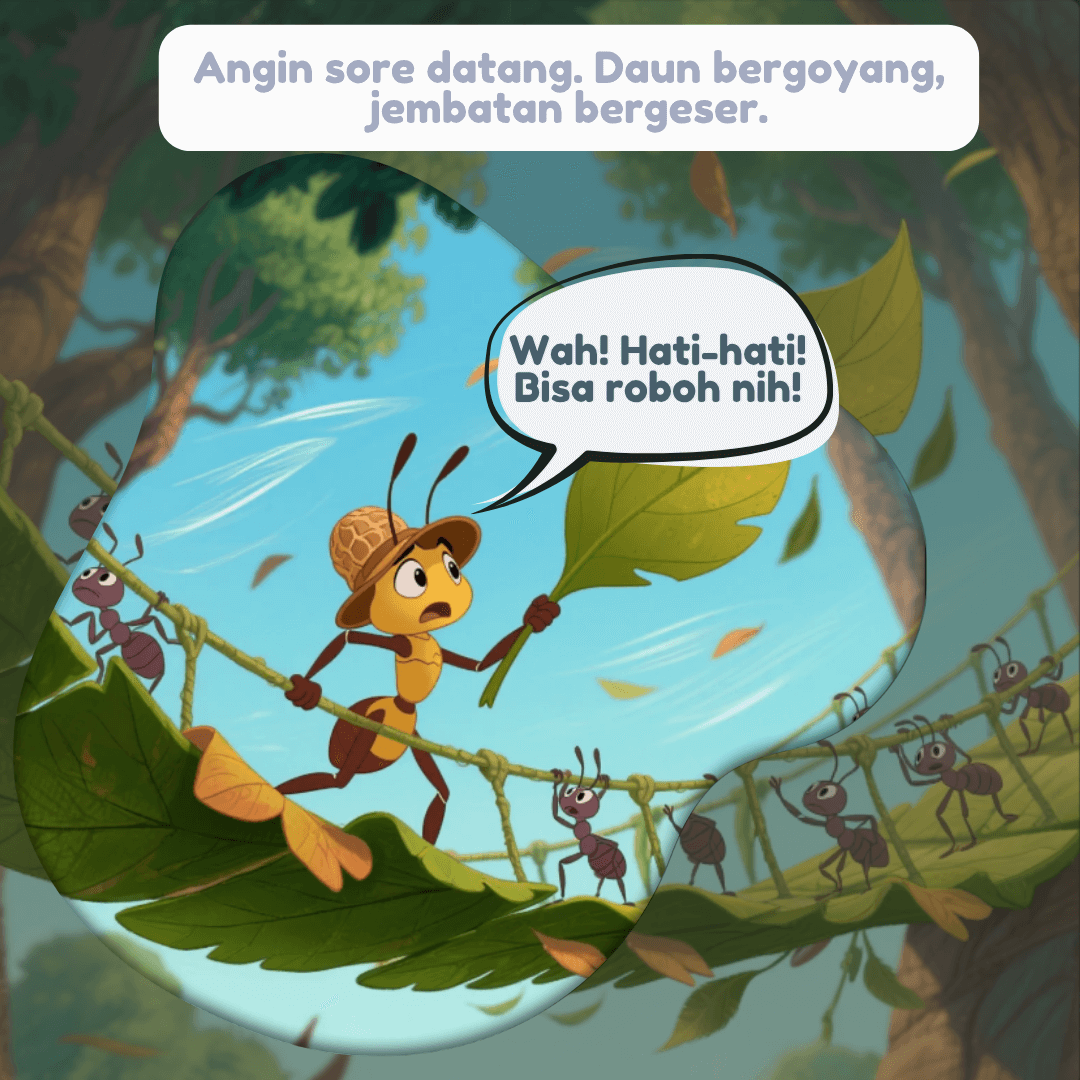 Angin sore datang. Daun bergoyang,
jembatan bergeser.
Wah! Hati-hati!
Bisa roboh nih!